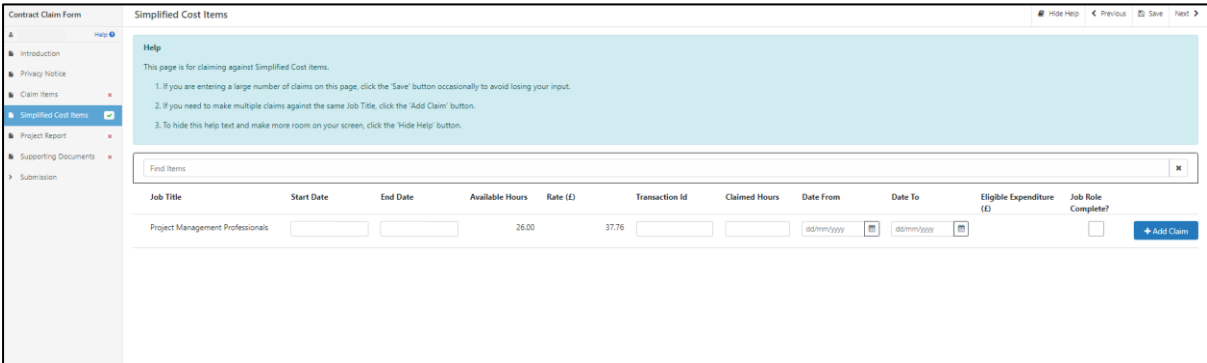 Contract Claim Form
Simplified Cost Items
Hide Help
Previous
Save
Next
Help
Introduction
Privacy Notice
Claim Items
Simplified Cost Items
Project Report
Supporting Documents
Submission
Help
This page is for claiming against Simplified Cost items.
1. If you are entering a large number of claims on this page, click the 'Save' button occasionally to avoid losing your input.
2. If you need to make multiple claims against the same Job Title, click the 'Add Claim' button.
3. To hide this help text and make more room on your screen, click the 'Hide Help' button.
Find Items
Job Title Start Date End Date Available Hours Rate (£) Transaction Id Claimed Hours Date From Date To Eligible Expenditure (£) Job Role Complete?
Project Management Professionals 26.00 37.76 dd/mm/yyyy dd/mm/yyyy Add Claim